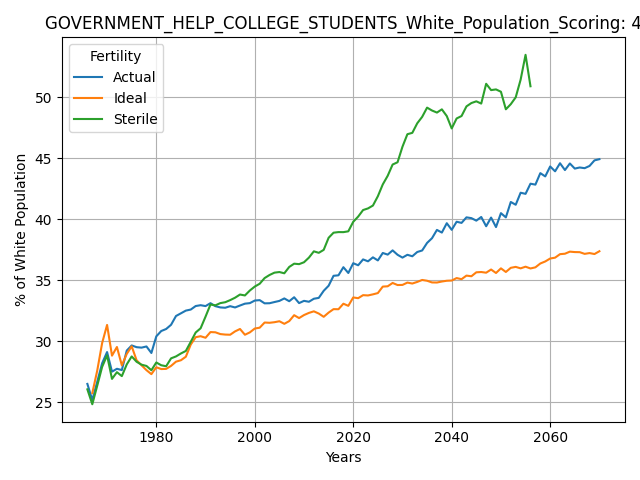 GOVERNMENT_HELP_COLLEGE_STUDENTS_White_Population_Scoring: 4
Fertility
Actual
Ideal
Sterile
% of White Population
50
45
40
35
30
25
1980
2000
2020
2040
2060
Years